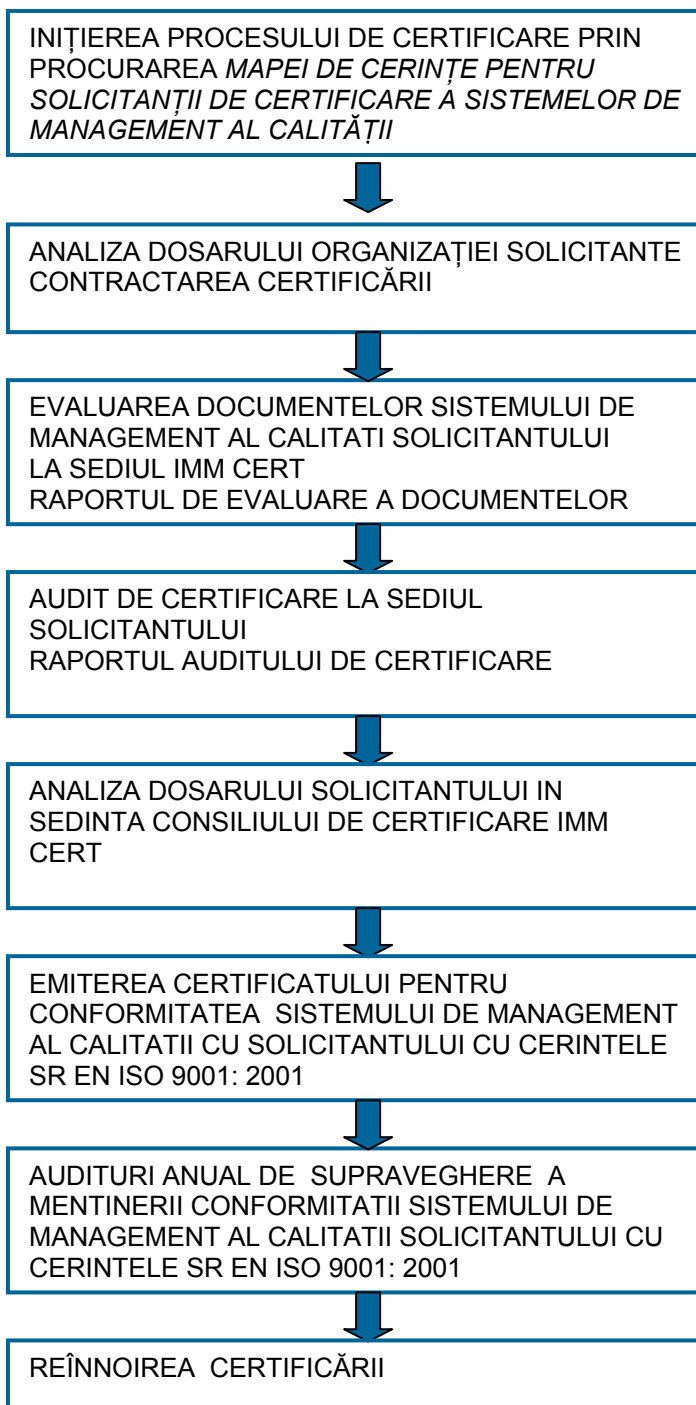 INIȚIEREA PROCESULUI DE CERTIFICARE PRIN
PROCURAREA MAPEI DE CERINȚE PENTRU
SOLICITANȚII DE CERTIFICARE A SISTEMELOR DE
MANAGEMENT AL CALITĂȚII
ANALIZA DOSARULUI ORGANIZAȚIEI SOLICITANTE
CONTRACTAREA CERTIFICĂRII
EVALUAREA DOCUMENTELOR SISTEMULUI DE
MANAGEMENT AL CALITATI SOLICITANTULUI
LA SEDIUL IMM CERT
RAPORTUL DE EVALUARE A DOCUMENTELOR
AUDIT DE CERTIFICARE LA SEDIUL
SOLICITANTULUI
RAPORTUL AUDITULUI DE CERTIFICARE
ANALIZA DOSARULUI SOLICITANTULUI IN
SEDINTA CONSILIULUI DE CERTIFICARE IMM
CERT
EMITEREA CERTIFICATULUI PENTRU
CONFORMITATEA SISTEMULUI DE MANAGEMENT
AL CALITATII CU SOLICITANTULUI CU CERINTELE
SR EN ISO 9001: 2001
AUDITURI ANUAL DE SUPRAVEGHERE A
MENTINERII CONFORMITATII SISTEMULUI DE
MANAGEMENT AL CALITATII SOLICITANTULUI CU
CERINTELE SR EN ISO 9001: 2001
REÎNNOIREA CERTIFICĂRII